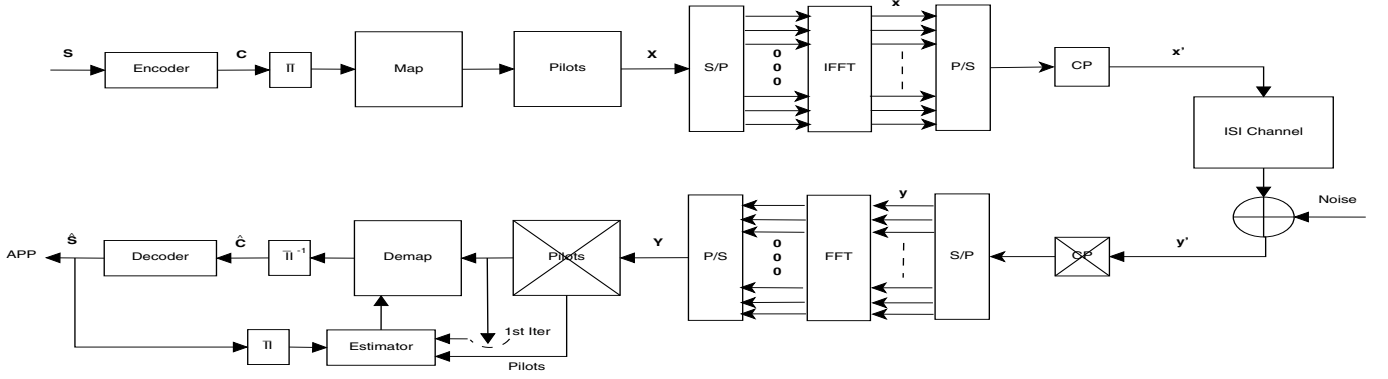 S
Encoder
C
π
Map
Pilots
X
S/P
0
0
0
IFFT
x
P/S
CP
x'
ISI Channel
Noise
y'
CP
S/P
y
FFT
0
0
0
P/S
Y
Pilots
Demap
π -1
Ĉ
Decoder
Ŝ
APP
π
Estimator
1st Iter
Pilots